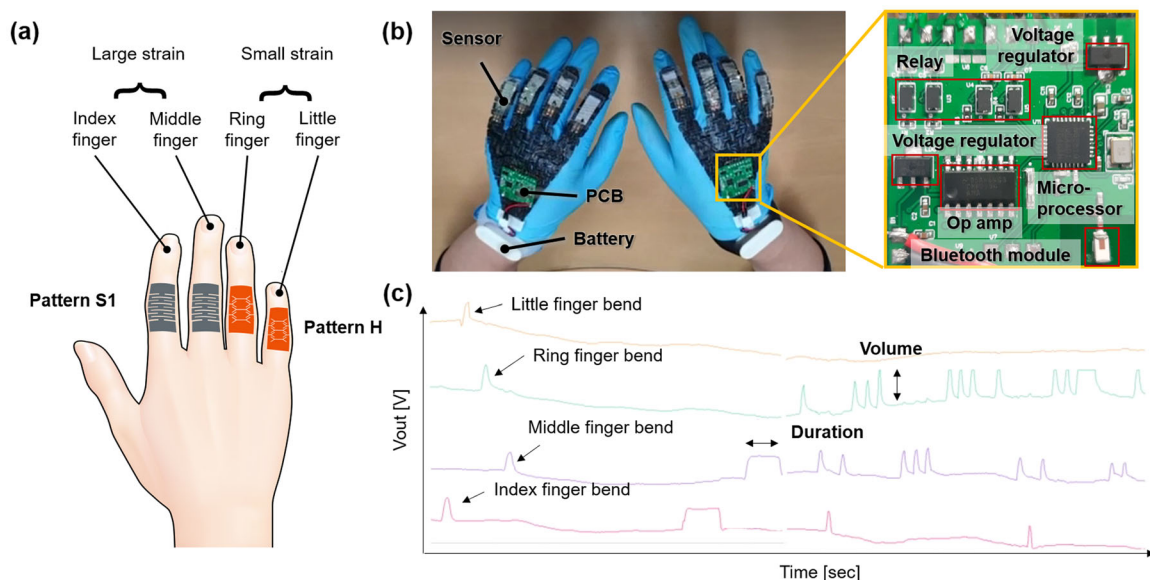 (a)
Large strain
Small strain
Index
finger
Middle
finger
Ring
finger
Little
finger
Pattern S1
Pattern H
(b)
Sensor
PCB
Battery
Voltage
regulator
Relay
Voltage regulator
Micro-
processor
Op amp
Bluetooth module
(c)
Little finger bend
Ring finger bend
Volume
Middle finger bend
Duration
Index finger bend
Vout [V]
Time [sec]